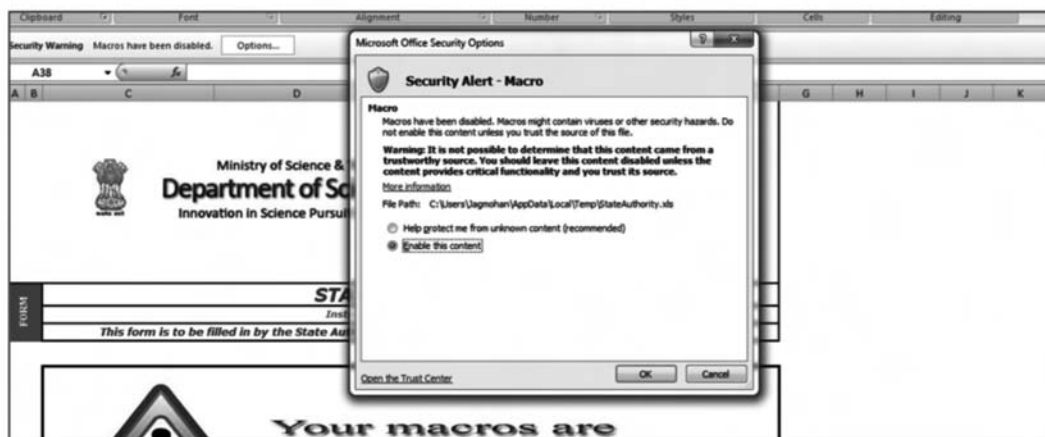 Clipboard Font Alignment Number Styles Cells Editing
Security Warning Macros have been disabled. Options...
A38 fx
A B C D G H I J K
Microsoft Office Security Options
Security Alert - Macro
Macro
Macros have been disabled. Macros might contain viruses or other security hazards. Do
not enable this content unless you trust the source of this file.
Warning: It is not possible to determine that this content came from a
trustworthy source. You should leave this content disabled unless the
content provides critical functionality and you trust its source.
More information
File Path: C:\Users\Jagmohan\AppData\Local\Temp\StateAuthority.xls
Help protect me from unknown content (recommended)
Enable this content
Open the Trust Center OK Cancel
Ministry of Science &
Department of Sc
Innovation in Science Pursui
FORM
STA
Inst
This form is to be filled in by the State Au
Your macros are